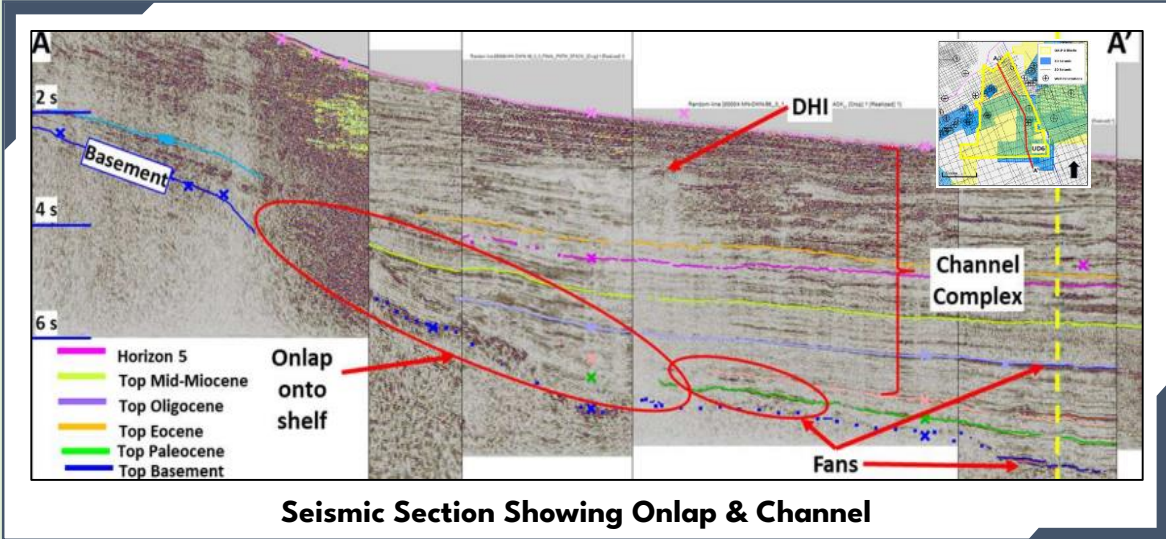 A
A'
2 s
4 s
6 s
Basement
DHI
Channel
Complex
Onlap
onto
shelf
Fans
Horizon 5
Top Mid-Miocene
Top Oligocene
Top Eocene
Top Paleocene
Top Basement
UD6
Seismic Section Showing Onlap & Channel